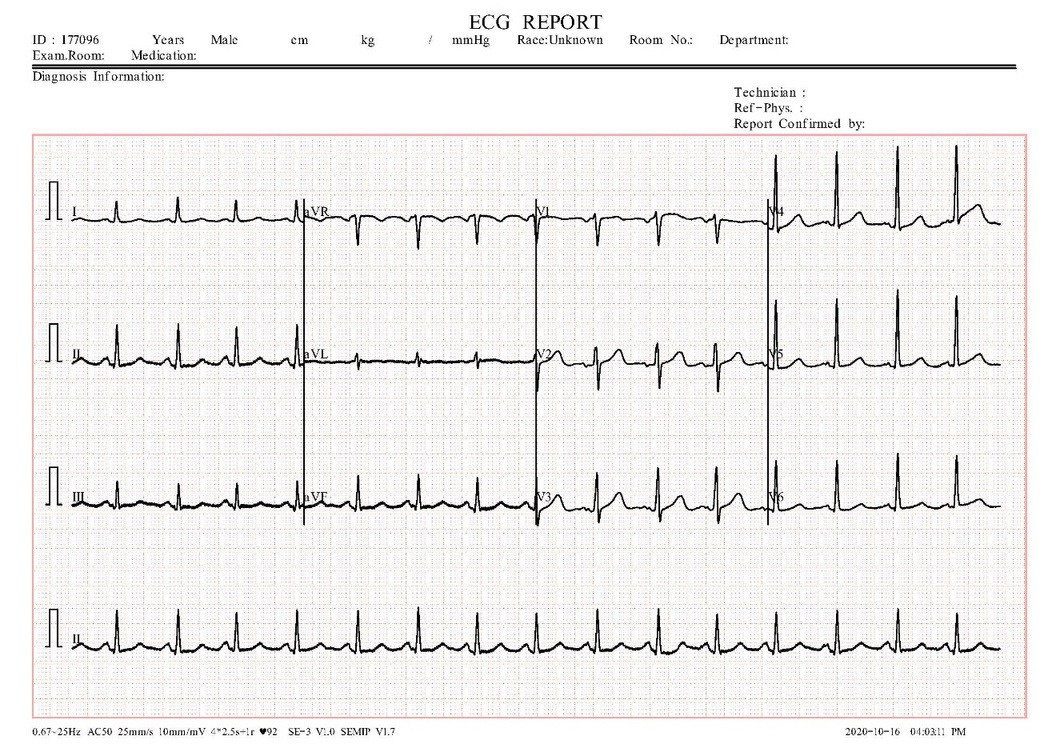 ECG REPORT
ID : 177096 Years Male cm kg / mmHg Race:Unknown Room No.: Department:
Exam.Room: Medication:
Diagnosis Information:
Technician :
Ref-Phys. :
Report Confirmed by:
I aVR V1 V4
II aVL V2 V5
III aVF V3 V6
II
0.67~25Hz AC50 25mm/s 10mm/mV 4*2.5s+1r ♥92 SE-3 V1.0 SEMIP V1.7
2020-10-16 04:03:11 PM